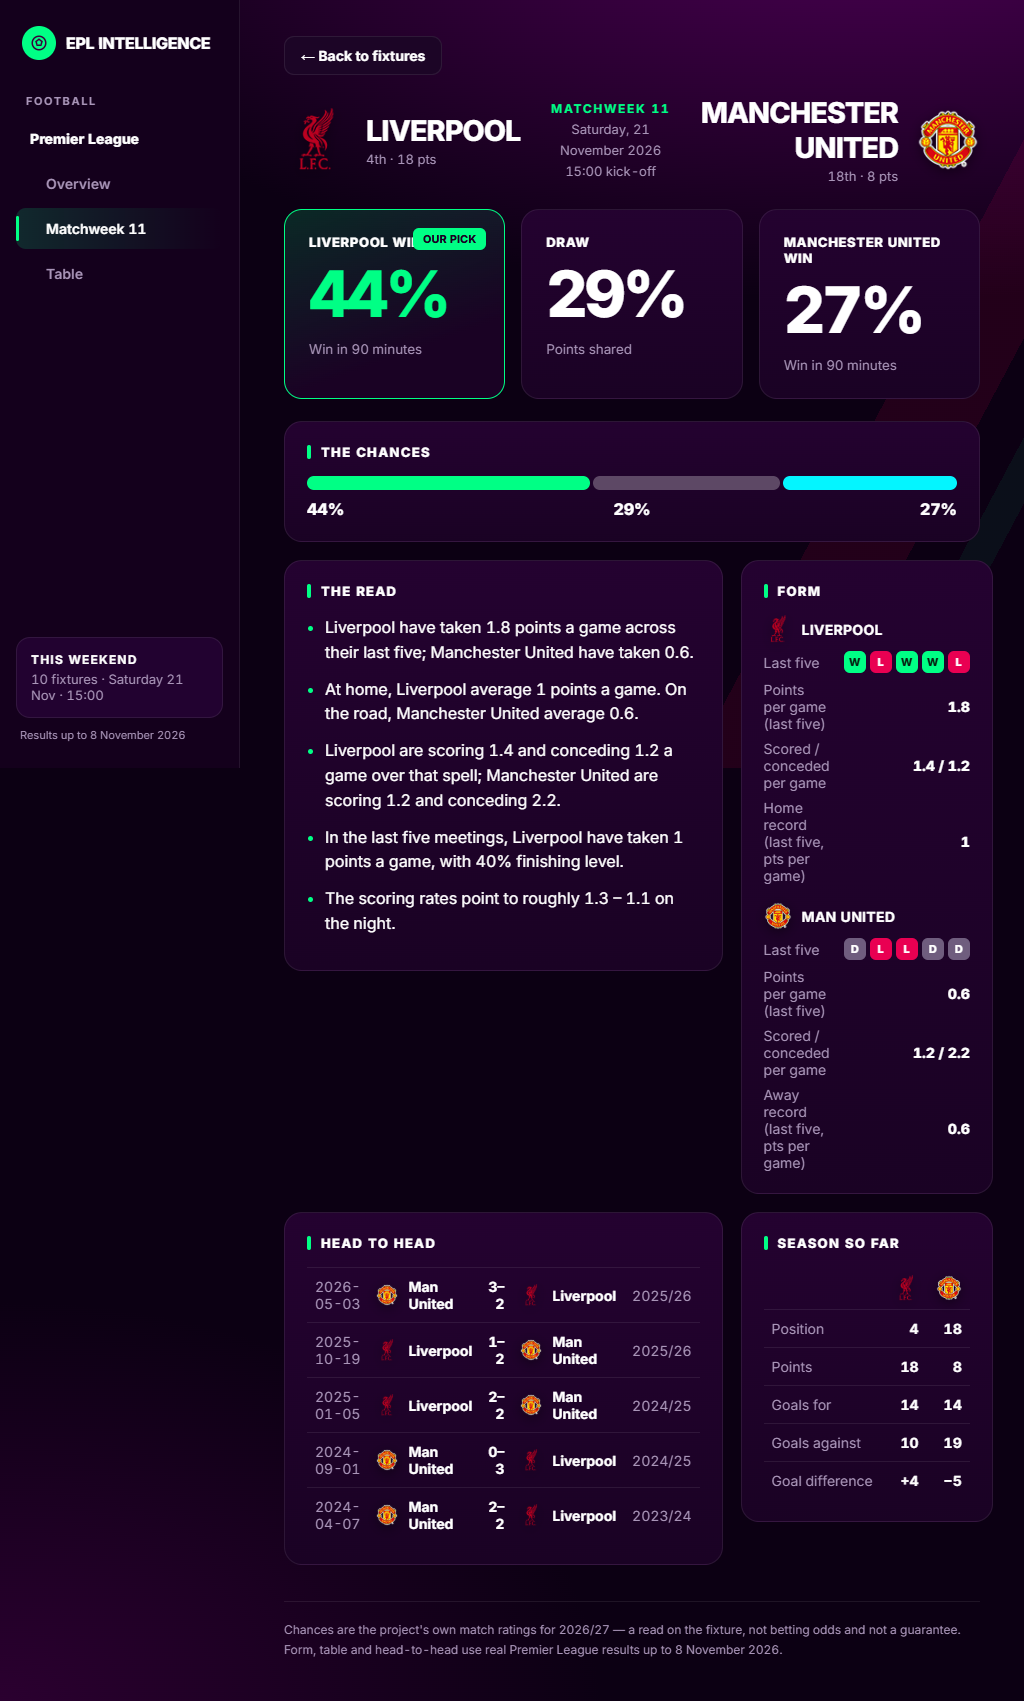 EPL INTELLIGENCE
FOOTBALL
Premier League
Overview
Matchweek 11
Table
THIS WEEKEND
10 fixtures · Saturday 21
Nov · 15:00
Results up to 8 November 2026
← Back to fixtures
L.F.C.
LIVERPOOL
4th · 18 pts
MATCHWEEK 11
Saturday, 21
November 2026
15:00 kick-off
MANCHESTER
UNITED
18th · 8 pts
MANCHESTER
UNITED
LIVERPOOL WI
OUR PICK
44%
Win in 90 minutes
DRAW
29%
Points shared
MANCHESTER UNITED
WIN
27%
Win in 90 minutes
THE CHANCES
44% 29% 27%
THE READ
• Liverpool have taken 1.8 points a game across
their last five; Manchester United have taken 0.6.
• At home, Liverpool average 1 points a game. On
the road, Manchester United average 0.6.
• Liverpool are scoring 1.4 and conceding 1.2 a
game over that spell; Manchester United are
scoring 1.2 and conceding 2.2.
• In the last five meetings, Liverpool have taken 1
points a game, with 40% finishing level.
• The scoring rates point to roughly 1.3 – 1.1 on
the night.
FORM
LIVERPOOL
Last five W L W W L
Points
per game
(last five)
1.8
Scored /
conceded
per game
1.4 / 1.2
Home
record
(last five,
pts per
game)
1
MAN UNITED
Last five D L L D D
Points
per game
(last five)
0.6
Scored /
conceded
per game
1.2 / 2.2
Away
record
(last five,
pts per
game)
0.6
HEAD TO HEAD
2026-
05-03
Man
United
3–
2
Liverpool
2025/26
2025-
10-19
Liverpool
1–
2
Man
United
2025/26
2025-
01-05
Liverpool
2–
2
Man
United
2024/25
2024-
09-01
Man
United
0–
3
Liverpool
2024/25
2024-
04-07
Man
United
2–
2
Liverpool
2023/24
SEASON SO FAR
Position 4 18
Points 18 8
Goals for 14 14
Goals against 10 19
Goal difference +4 −5
Chances are the project's own match ratings for 2026/27 — a read on the fixture, not betting odds and not a guarantee.
Form, table and head-to-head use real Premier League results up to 8 November 2026.